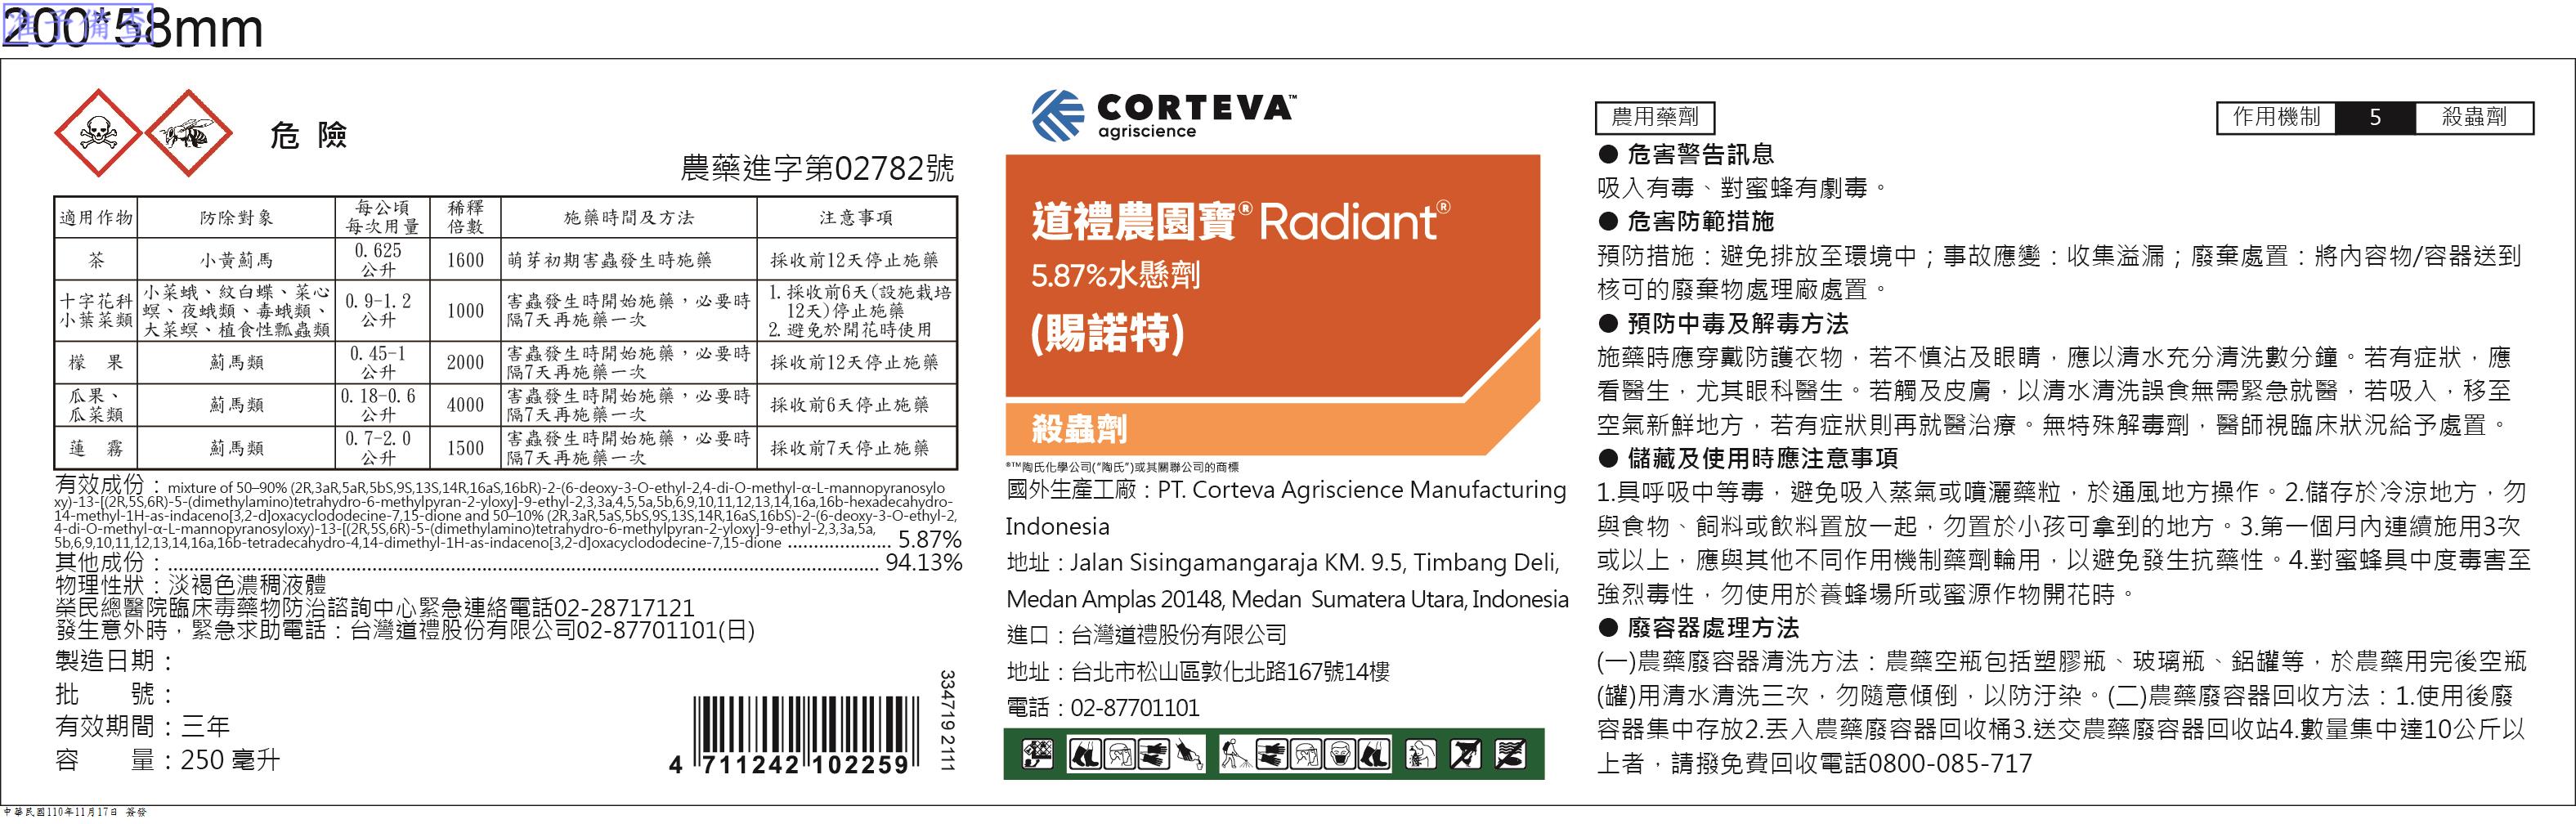 200*58mm
准予備查
危 險
農藥進字第02782號
適用作物 防除對象 每公頃每次用量 稀釋倍數 施藥時間及方法 注意事項
茶 小黃薊馬 0.625公升 1600 萌芽初期害蟲發生時施藥 採收前12天停止施藥
十字花科小葉菜類 小菜蛾、紋白蝶、菜心螟、夜蛾類、毒蛾類、大菜螟、植食性瓢蟲類 0.9-1.2公升 1000 害蟲發生時開始施藥，必要時隔7天再施藥一次 1.採收前6天(設施栽培12天)停止施藥 2.避免於開花時使用
檬 果 薊馬類 0.45-1公升 2000 害蟲發生時開始施藥，必要時隔7天再施藥一次 採收前12天停止施藥
瓜果、瓜菜類 薊馬類 0.18-0.6公升 4000 害蟲發生時開始施藥，必要時隔7天再施藥一次 採收前6天停止施藥
蓮 霧 薊馬類 0.7-2.0公升 1500 害蟲發生時開始施藥，必要時隔7天再施藥一次 採收前7天停止施藥
有效成份：mixture of 50–90% (2R,3aR,5aR,5bS,9S,13S,14R,16aS,16bR)-2-(6-deoxy-3-O-ethyl-2,4-di-O-methyl-α-L-mannopyranosylo
xy)-13-[(2R,5S,6R)-5-(dimethylamino)tetrahydro-6-methylpyran-2-yloxy]-9-ethyl-2,3,3a,4,5,5a,5b,6,9,10,11,12,13,14,16a,16b-hexadecahydro-
14-methyl-1H-as-indaceno[3,2-d]oxacyclododecine-7,15-dione and 50–10% (2R,3aR,5aS,5bS,9S,13S,14R,16aS,16bS)-2-(6-deoxy-3-O-ethyl-2,
4-di-O-methyl-α-L-mannopyranosyloxy)-13-[(2R,5S,6R)-5-(dimethylamino)tetrahydro-6-methylpyran-2-yloxy]-9-ethyl-2,3,3a,5a,
5b,6,9,10,11,12,13,14,16a,16b-tetradecahydro-4,14-dimethyl-1H-as-indaceno[3,2-d]oxacyclododecine-7,15-dione ................... 5.87%
其他成份：................... 94.13%
物理性狀：淡褐色濃稠液體
榮民總醫院臨床毒藥物防治諮詢中心緊急連絡電話02-28717121
發生意外時，緊急求助電話：台灣道禮股份有限公司02-87701101(日)
製造日期：
批 號：
有效期間：三年
容 量：250 毫升
4 711242 102259
334719 2111
CORTEVA™
agriscience
道禮農園寶® Radiant®
5.87%水懸劑
(賜諾特)
殺蟲劑
®™陶氏化學公司(“陶氏”)或其關聯公司的商標
國外生產工廠：PT. Corteva Agriscience Manufacturing
Indonesia
地址：Jalan Sisingamangaraja KM. 9.5, Timbang Deli,
Medan Amplas 20148, Medan Sumatera Utara, Indonesia
進口：台灣道禮股份有限公司
地址：台北市松山區敦化北路167號14樓
電話：02-87701101
農用藥劑
作用機制 5 殺蟲劑
● 危害警告訊息
吸入有毒、對蜜蜂有劇毒。
● 危害防範措施
預防措施：避免排放至環境中；事故應變：收集溢漏；廢棄處置：將內容物/容器送到
核可的廢棄物處理廠處置。
● 預防中毒及解毒方法
施藥時應穿戴防護衣物，若不慎沾及眼睛，應以清水充分清洗數分鐘。若有症狀，應
看醫生，尤其眼科醫生。若觸及皮膚，以清水清洗誤食無需緊急就醫，若吸入，移至
空氣新鮮地方，若有症狀則再就醫治療。無特殊解毒劑，醫師視臨床狀況給予處置。
● 儲藏及使用時應注意事項
1.具呼吸中等毒，避免吸入蒸氣或噴灑藥粒，於通風地方操作。2.儲存於冷涼地方，勿
與食物、飼料或飲料置放一起，勿置於小孩可拿到的地方。3.第一個月內連續施用3次
或以上，應與其他不同作用機制藥劑輪用，以避免發生抗藥性。4.對蜜蜂具中度毒害至
強烈毒性，勿使用於養蜂場所或蜜源作物開花時。
● 廢容器處理方法
(一)農藥廢容器清洗方法：農藥空瓶包括塑膠瓶、玻璃瓶、鋁罐等，於農藥用完後空瓶
(罐)用清水清洗三次，勿隨意傾倒，以防汙染。(二)農藥廢容器回收方法：1.使用後廢
容器集中存放2.丟入農藥廢容器回收桶3.送交農藥廢容器回收站4.數量集中達10公斤以
上者，請撥免費回收電話0800-085-717
中華民國110年11月17日 簽發